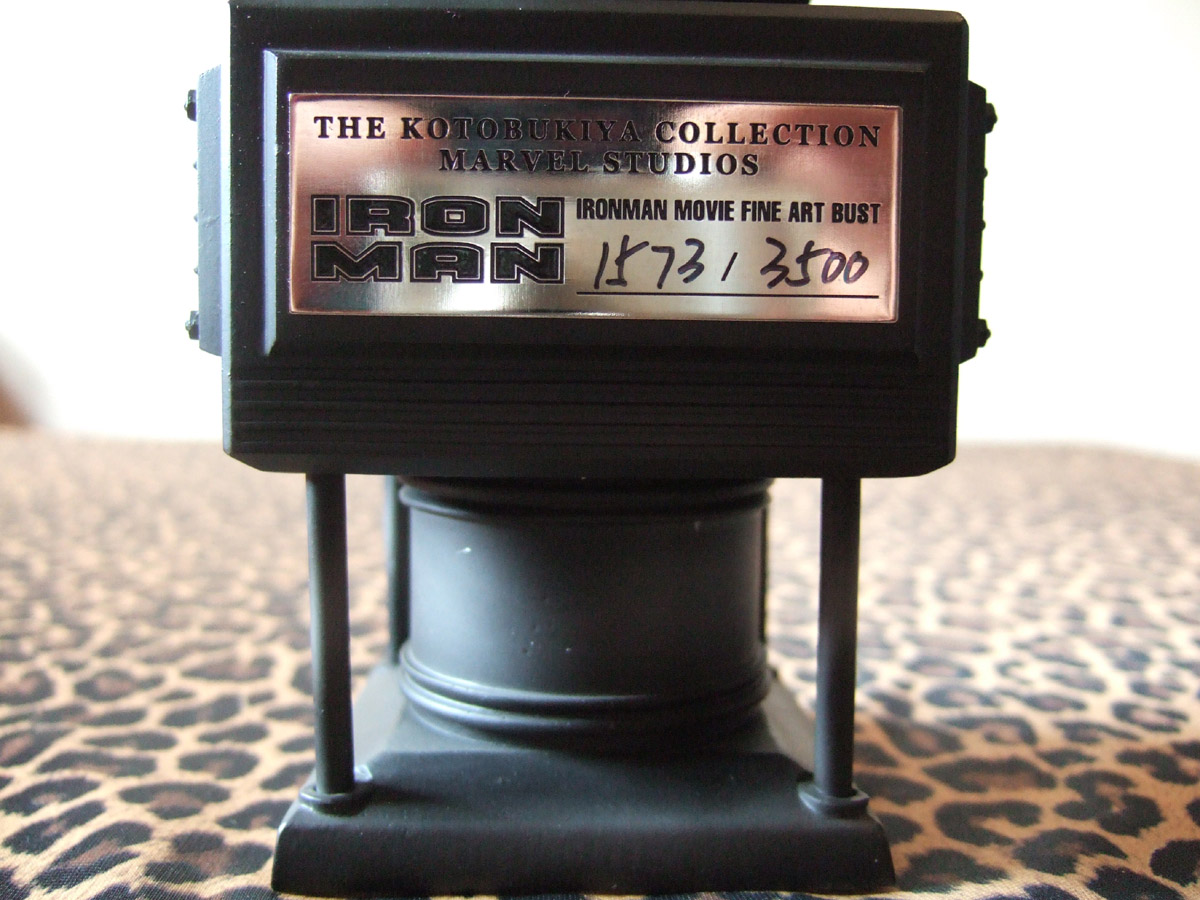 THE KOTOBUKIYA COLLECTION
MARVEL STUDIOS
IRON
MAN
IRONMAN MOVIE FINE ART BUST
1573 / 3500